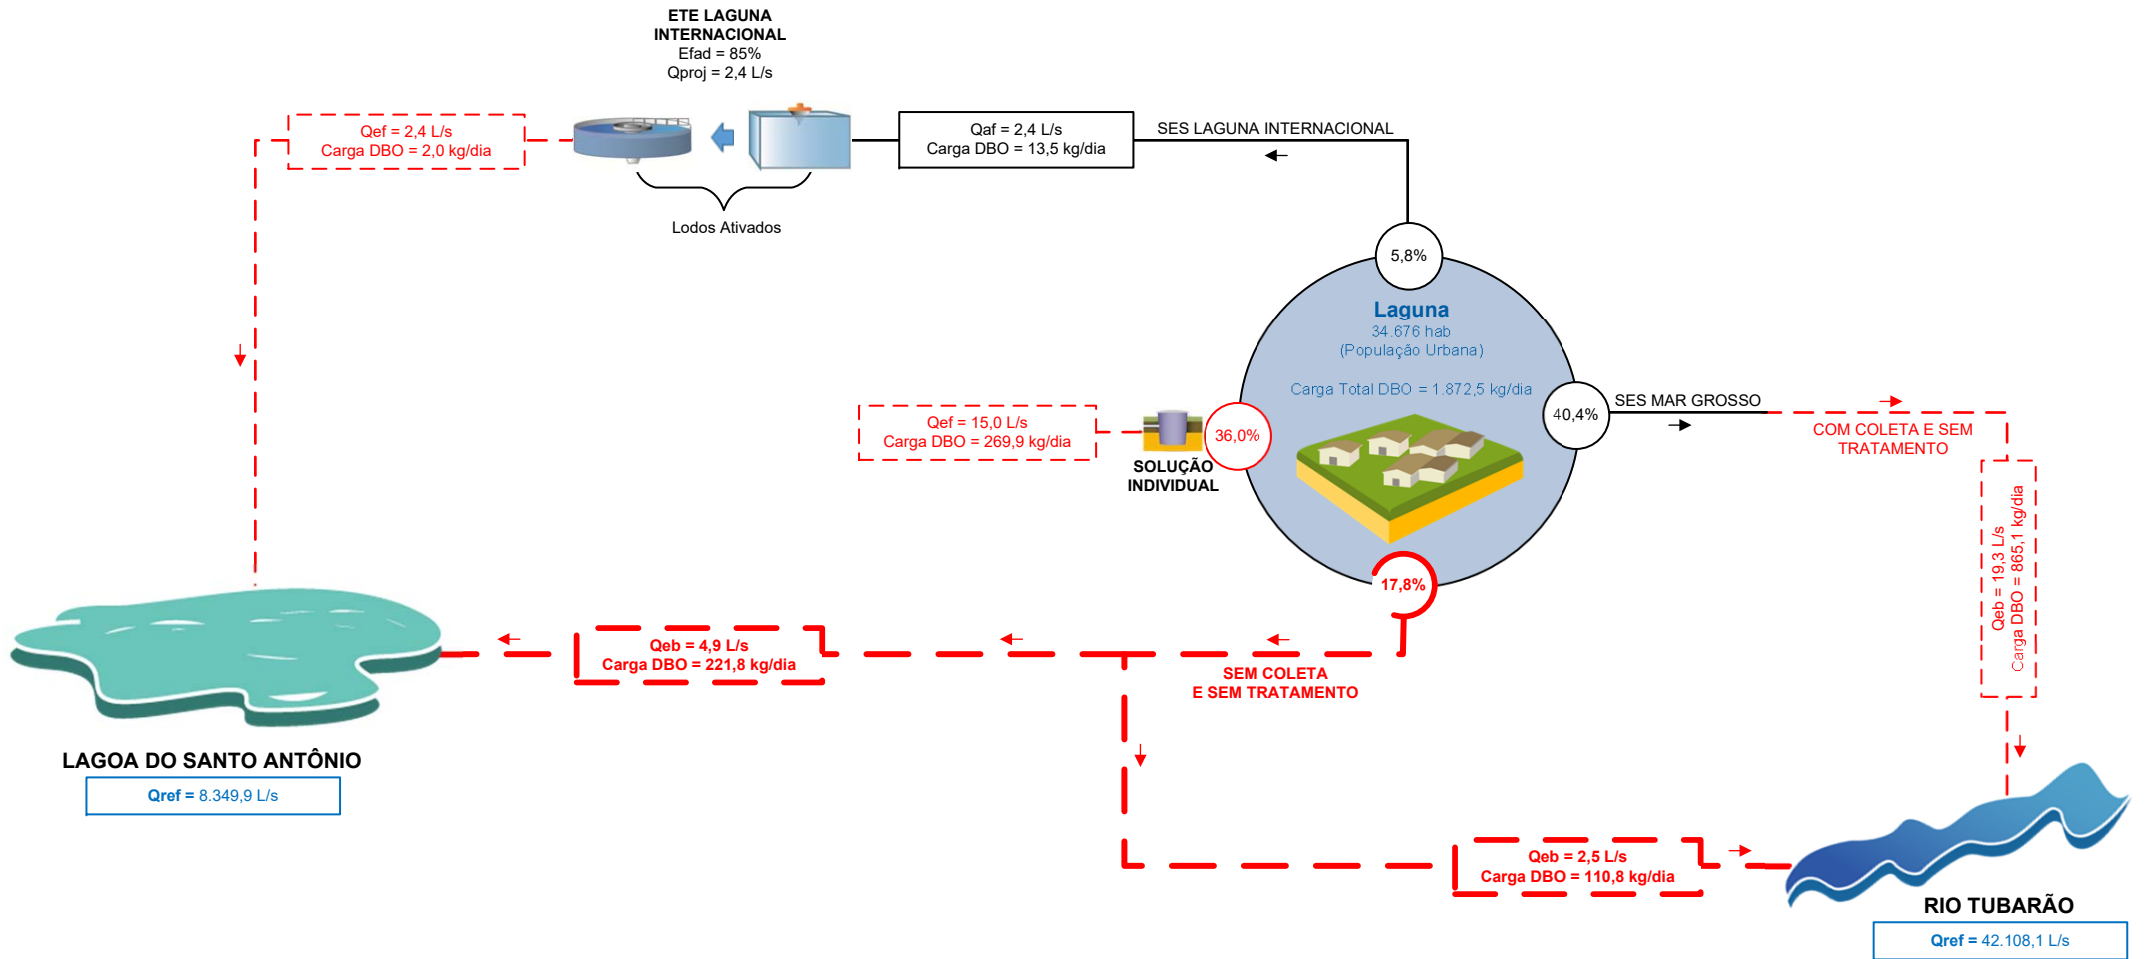 ETE LAGUNA
INTERNACIONAL
Efad = 85%
Qproj = 2,4 L/s
Qef = 2,4 L/s
Carga DBO = 2,0 kg/dia
Qaf = 2,4 L/s
Carga DBO = 13,5 kg/dia
SES LAGUNA INTERNACIONAL
Lodos Ativados
5,8%
Laguna
34.676 hab
(População Urbana)
Carga Total DBO = 1.872,5 kg/dia
Qef = 15,0 L/s
Carga DBO = 269,9 kg/dia
SOLUÇÃO
INDIVIDUAL
36,0%
40,4%
SES MAR GROSSO
COM COLETA E SEM
TRATAMENTO
Qeb = 19,3 L/s
Carga DBO = 865,1 kg/dia
17,8%
Qeb = 4,9 L/s
Carga DBO = 221,8 kg/dia
SEM COLETA
E SEM TRATAMENTO
LAGOA DO SANTO ANTÔNIO
Qref = 8.349,9 L/s
Qeb = 2,5 L/s
Carga DBO = 110,8 kg/dia
RIO TUBARÃO
Qref = 42.108,1 L/s